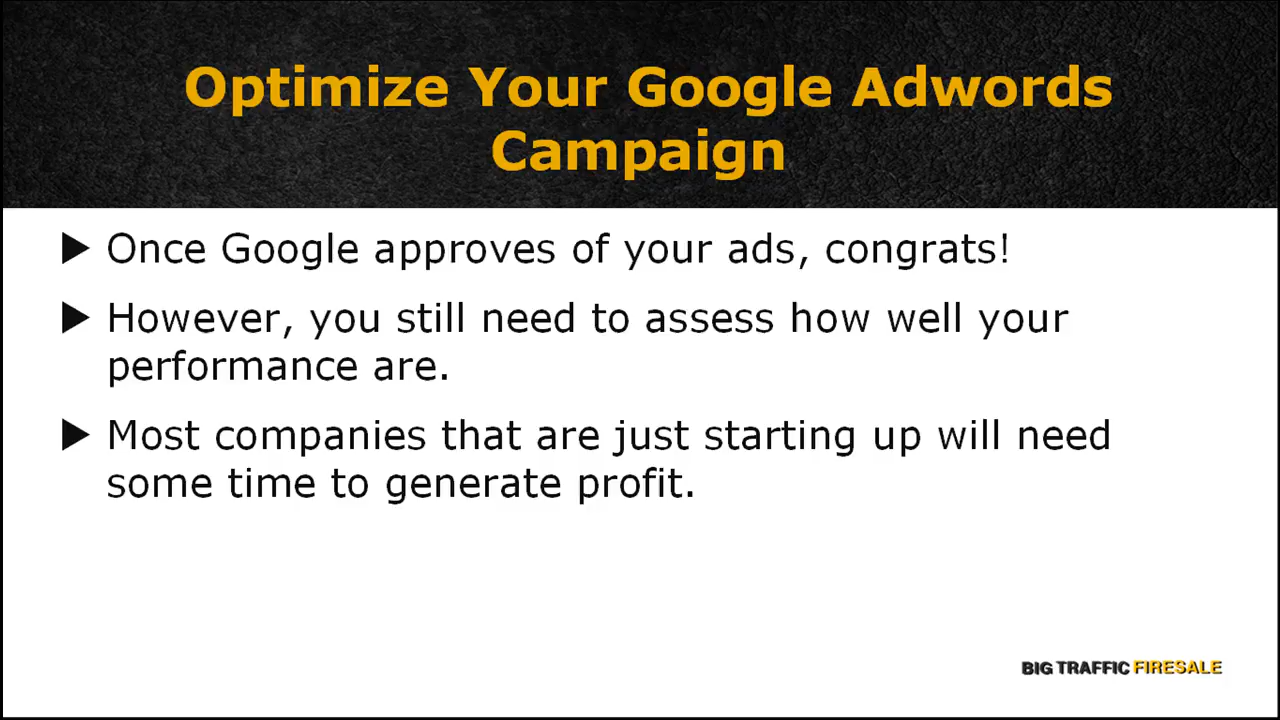 Optimize Your Google Adwords
Campaign
▶ Once Google approves of your ads, congrats!
▶ However, you still need to assess how well your
performance are.
▶ Most companies that are just starting up will need
some time to generate profit.
BIG TRAFFIC FIRESALE